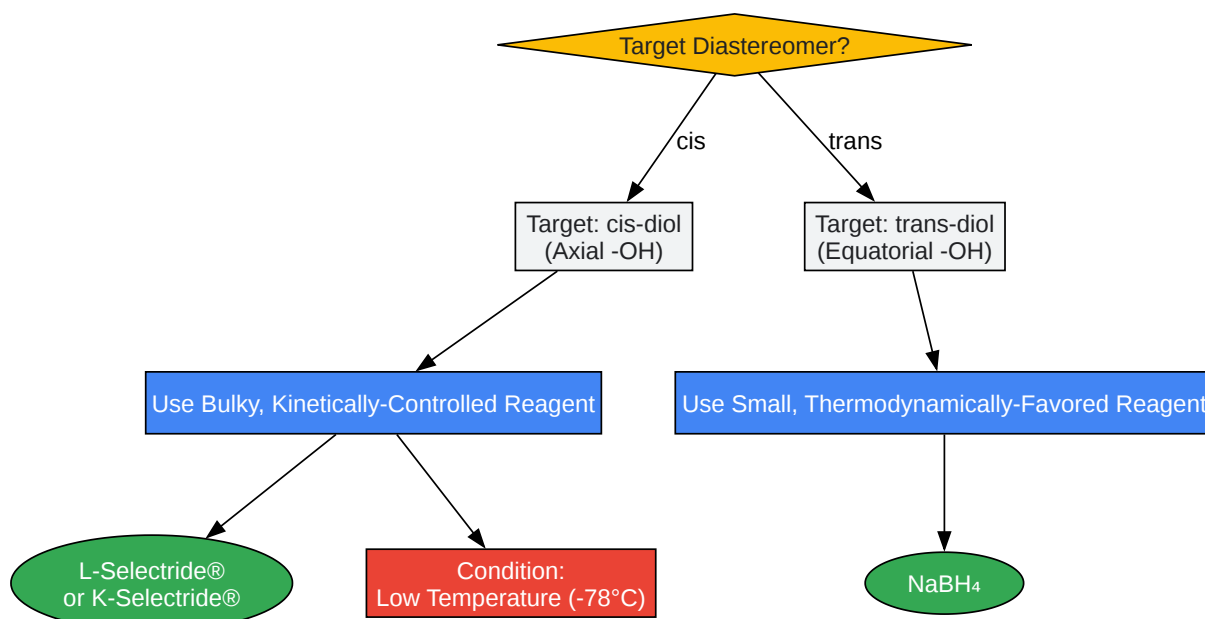 Target Diastereomer?
cis
trans
Target: cis-diol
(Axial -OH)
Target: trans-diol
(Equatorial -OH)
Use Bulky, Kinetically-Controlled Reagent
Use Small, Thermodynamically-Favored Reagent
L-Selectride®
or K-Selectride®
Condition:
Low Temperature (-78°C)
NaBH₄